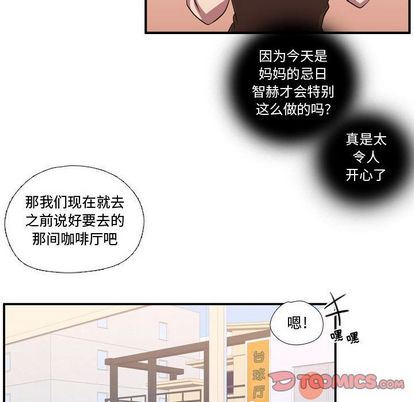 因为今天是
妈妈的忌日
智赫才会特别
这么做的吗?
真是太
令人
开心了
那我们现在就去
之前说好要去的
那间咖啡厅吧
嗯!
嘿
嘿
台球厅
TOOMICS.COM